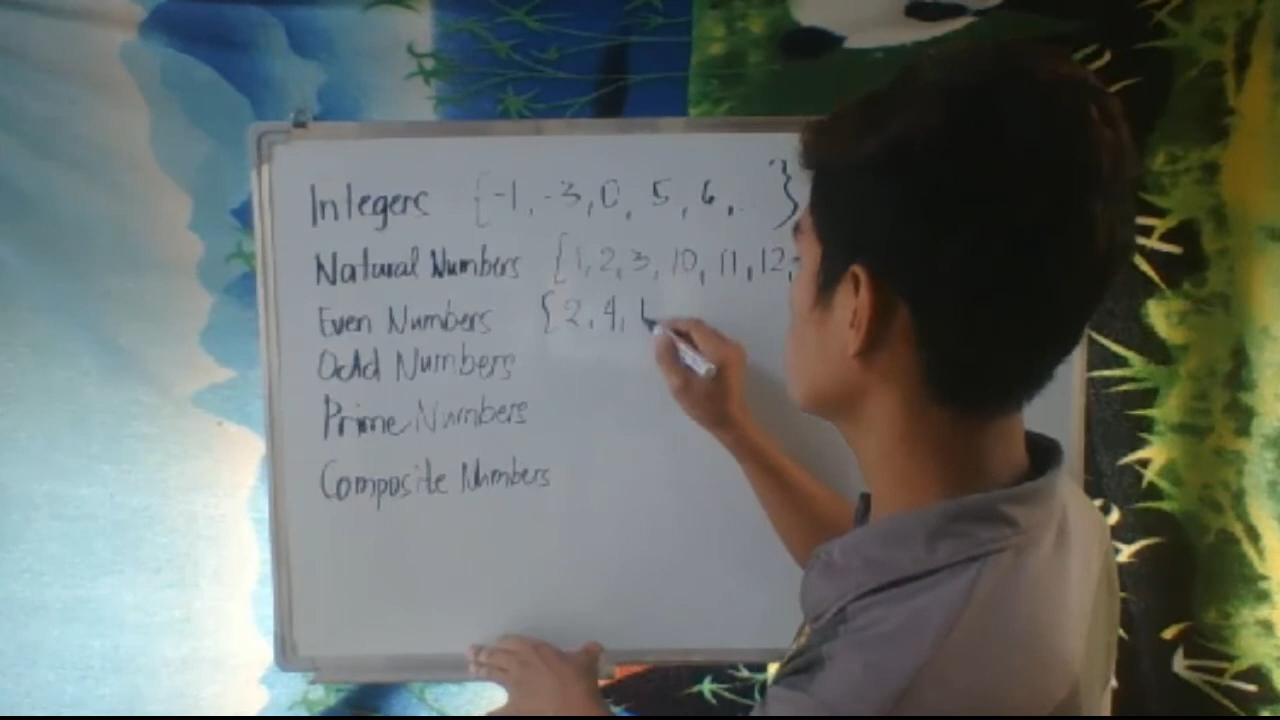 Integers {-1, -3, 0, 5, 6, . . }
Natural Numbers {1, 2, 3, 10, 11, 12,
Even Numbers {2, 4,
Odd Numbers
Prime Numbers
Composite Numbers